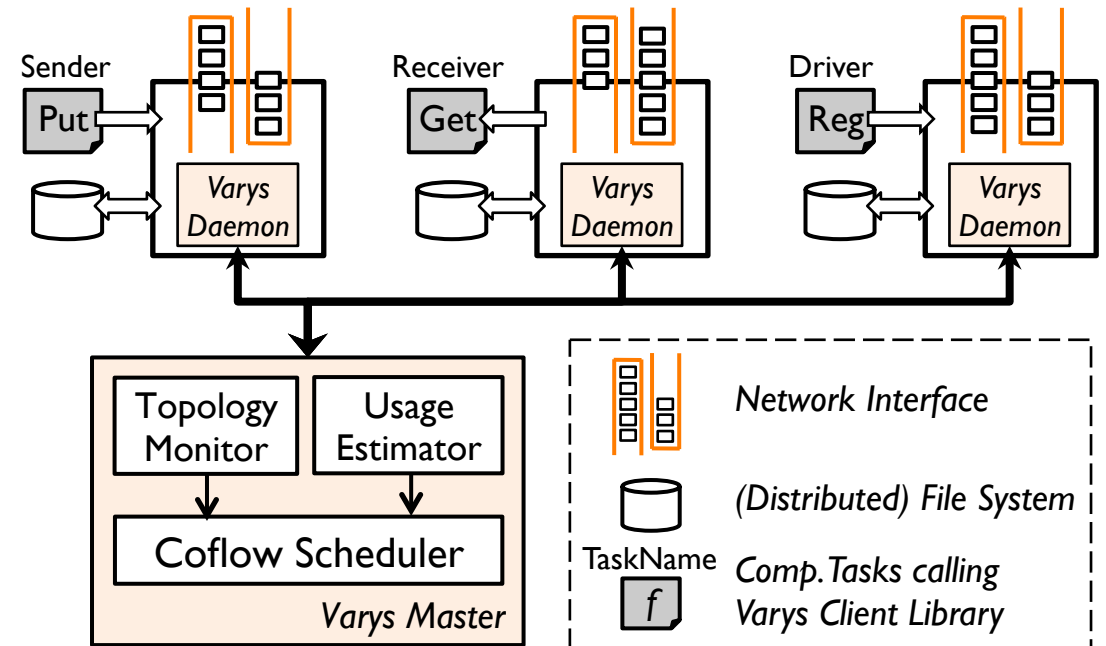 Sender
Put
Varys
Daemon
Receiver
Get
Varys
Daemon
Driver
Reg
Varys
Daemon
Topology
Monitor
Usage
Estimator
Coflow Scheduler
Varys Master
Network Interface
(Distributed) File System
TaskName
f
Comp. Tasks calling
Varys Client Library